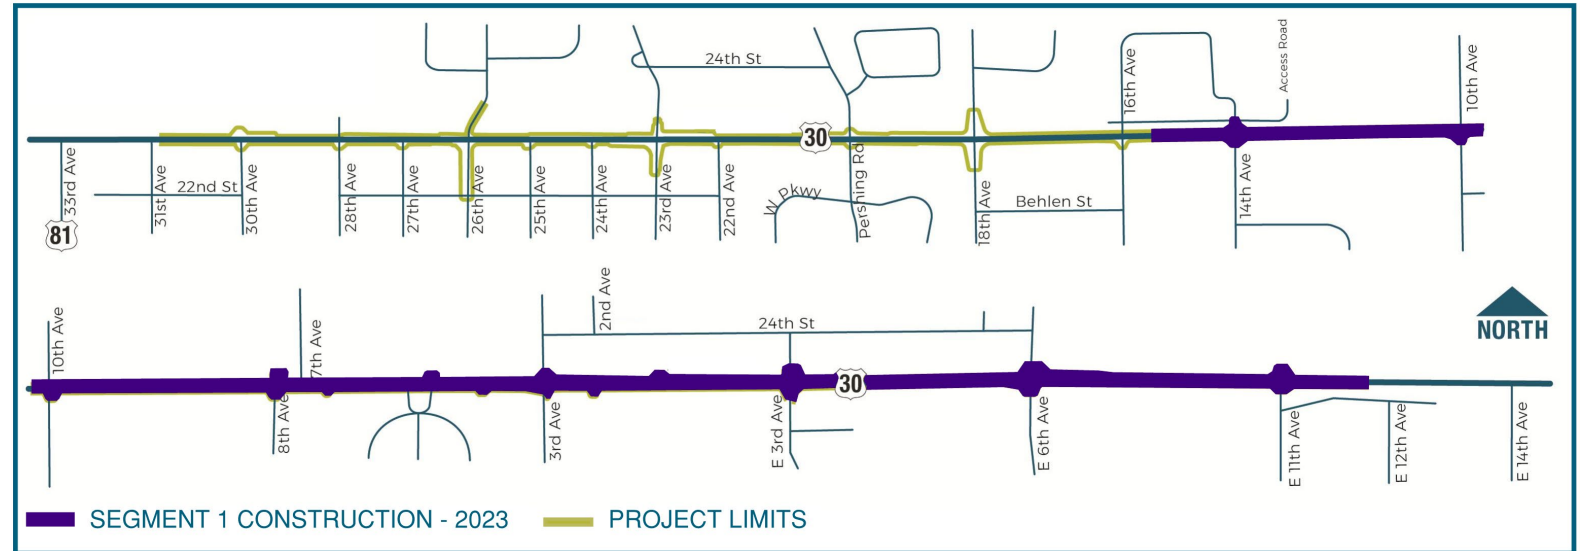 24th St
16th Ave
Access Road
10th Ave
30
33rd Ave
31st Ave
22nd St
30th Ave
28th Ave
27th Ave
26th Ave
25th Ave
24th Ave
23rd Ave
22nd Ave
W Pkwy
Pershing Rd
18th Ave
Behlen St
14th Ave
81
10th Ave
7th Ave
2nd Ave
24th St
NORTH
30
8th Ave
3rd Ave
E 3rd Ave
E 6th Ave
E 11th Ave
E 12th Ave
E 14th Ave
SEGMENT 1 CONSTRUCTION - 2023
PROJECT LIMITS